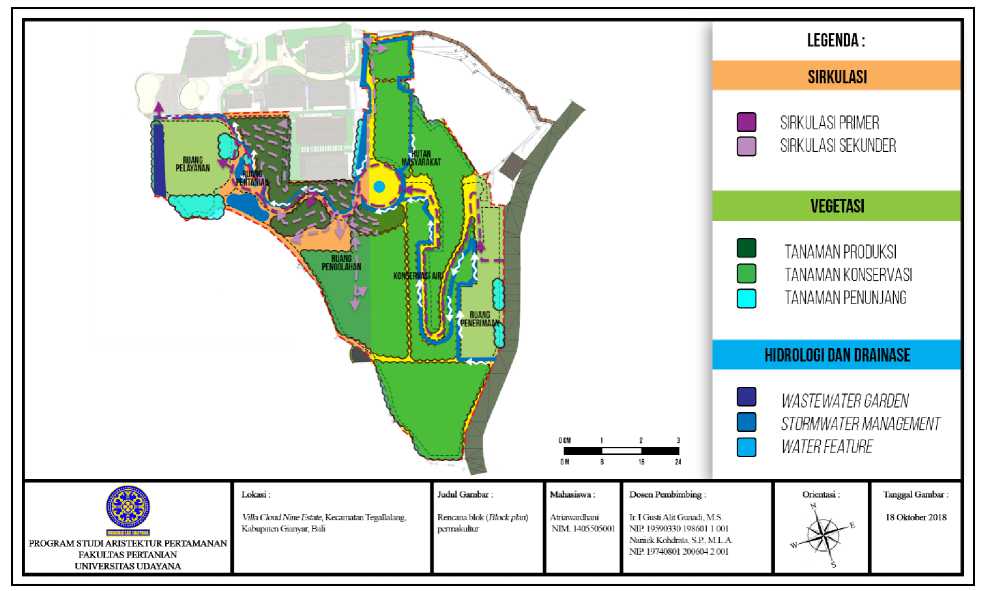 LEGENDA :
SIRKULASI
SIRKULASI PRIMER
SIRKULASI SEKUNDER
VEGETASI
TANAMAN PRODUKSI
TANAMAN KONSERVASI
TANAMAN PENUNJANG
HIDROLOGI DAN DRAINASE
WASTEWATER GARDEN
STORMWATER MANAGEMENT
WATER FEATURE
RUANG
PELAYANAN
RUANG
PERTANIAN
HUTAN
MASYARAKAT
RUANG
PENGOLAHAN
KONSERVASI AIR
RUANG
PENERIMAAN
0 CM 1 2 3
0 M 8 16 24
PROGRAM STUDI ARISTEKTUR PERTAMANAN
FAKULTAS PERTANIAN
UNIVERSITAS UDAYANA
Lokasi :
Villa Cloud Nine Estate, Kecamatan Tegallalang,
Kabupaten Gianyar, Bali
Judul Gambar :
Rencana blok (Block plan)
permakultur
Mahasiswa :
Atriawardhani
NIM. 1405505001
Dosen Pembimbing :
Ir. I Gusti Alit Gunadi, M.S.
NIP. 19590330 198601 1 001
Naniek Kohdrata, S.P., M.L.A.
NIP. 19740801 200604 2 001
Orientasi :
N
E
W
S
Tanggal Gambar :
18 Oktober 2018